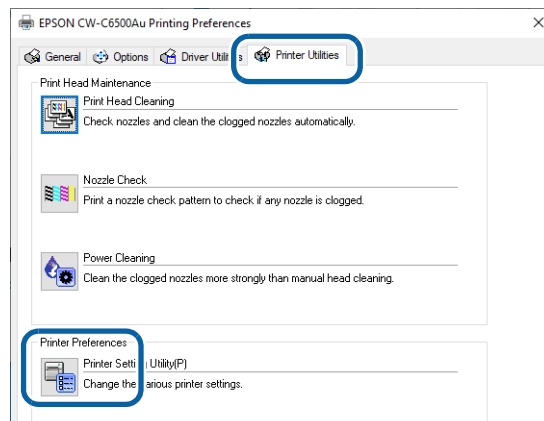 EPSON CW-C6500Au Printing Preferences
General Options Driver Utilities Printer Utilities
Print Head Maintenance
Print Head Cleaning
Check nozzles and clean the clogged nozzles automatically.
Nozzle Check
Print a nozzle check pattern to check if any nozzle is clogged.
Power Cleaning
Clean the clogged nozzles more strongly than manual head cleaning.
Printer Preferences
Printer Setting Utility(P)
Change the various printer settings.